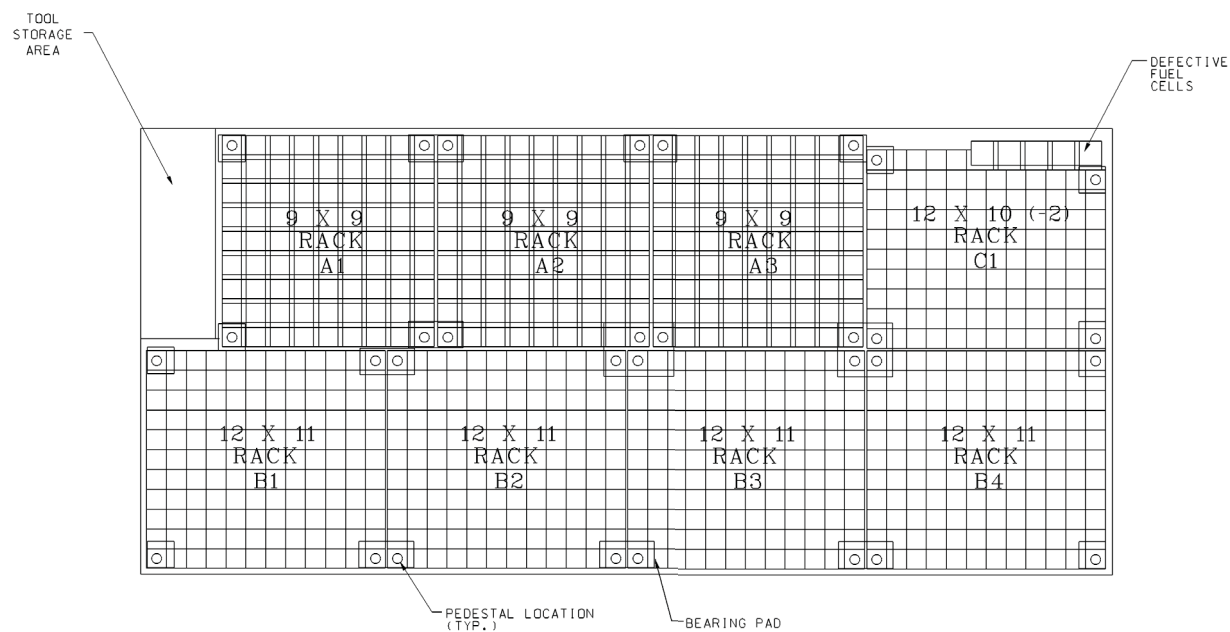 TOOL
STORAGE
AREA
DEFECTIVE
FUEL
CELLS
9 X 9
RACK
A1
9 X 9
RACK
A2
9 X 9
RACK
A3
12 X 10 (-2)
RACK
C1
12 X 11
RACK
B1
12 X 11
RACK
B2
12 X 11
RACK
B3
12 X 11
RACK
B4
PEDESTAL LOCATION
(TYP.)
BEARING PAD